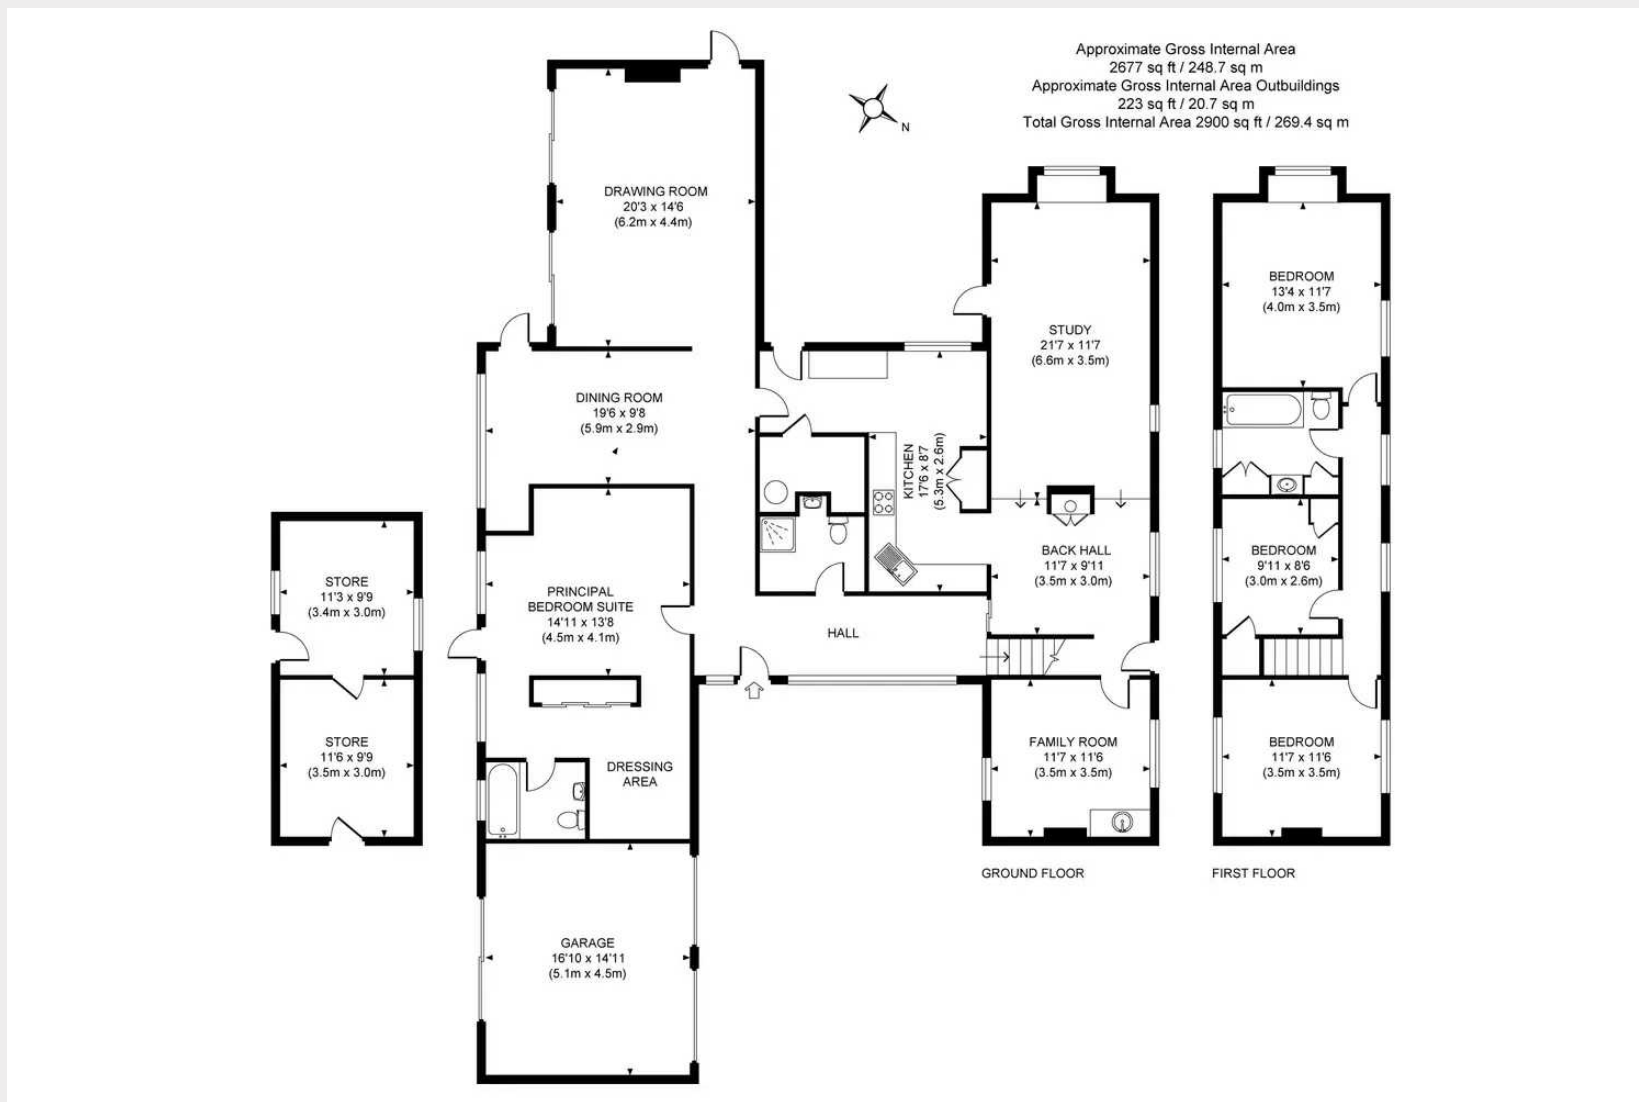 Approximate Gross Internal Area
2677 sq ft / 248.7 sq m
Approximate Gross Internal Area Outbuildings
223 sq ft / 20.7 sq m
Total Gross Internal Area 2900 sq ft / 269.4 sq m
N
DRAWING ROOM
20'3 x 14'6
(6.2m x 4.4m)
DINING ROOM
19'6 x 9'8
(5.9m x 2.9m)
KITCHEN
17'6 x 8'7
(5.3m x 2.6m)
STUDY
21'7 x 11'7
(6.6m x 3.5m)
BEDROOM
13'4 x 11'7
(4.0m x 3.5m)
BACK HALL
11'7 x 9'11
(3.5m x 3.0m)
BEDROOM
9'11 x 8'6
(3.0m x 2.6m)
STORE
11'3 x 9'9
(3.4m x 3.0m)
PRINCIPAL
BEDROOM SUITE
14'11 x 13'8
(4.5m x 4.1m)
HALL
STORE
11'6 x 9'9
(3.5m x 3.0m)
DRESSING
AREA
FAMILY ROOM
11'7 x 11'6
(3.5m x 3.5m)
BEDROOM
11'7 x 11'6
(3.5m x 3.5m)
GROUND FLOOR
FIRST FLOOR
GARAGE
16'10 x 14'11
(5.1m x 4.5m)